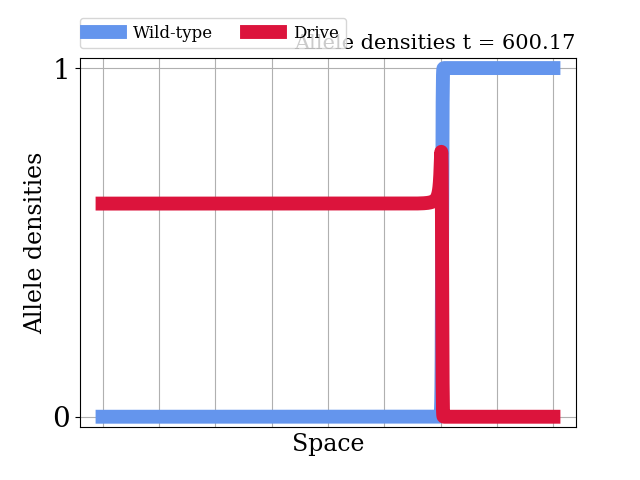 Wild-type Drive
Allele densities t = 600.17
1
Allele densities
0
Space